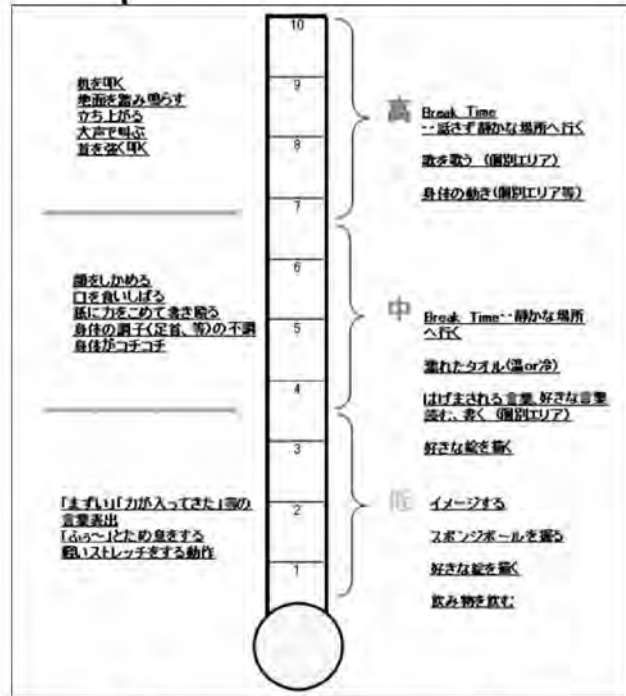 机を叩く
地面を踏み鳴らす
立ち上がる
大声で叫ぶ
首を強く叩く
顔をしかめる
口を食いしばる
紙に力をこめて書き殴る
身体の調子(足首、等)の不調
身体がコチコチ
「まずい」「力が入ってきた」等の
言葉表出
「ふぅ~」とため息をする
軽いストレッチをする動作
10
9
8
7
6
5
4
3
2
1
高
Break Time
‥話さず静かな場所へ行く
歌を歌う (個別エリア)
身体の動き(個別エリア等)
中
Break Time‥静かな場所
へ行く
濡れたタオル(温or冷)
はげまされる言葉、好きな言葉
読む、書く (個別エリア)
好きな絵を描く
低
イメージする
スポンジボールを握る
好きな絵を描く
飲み物を飲む